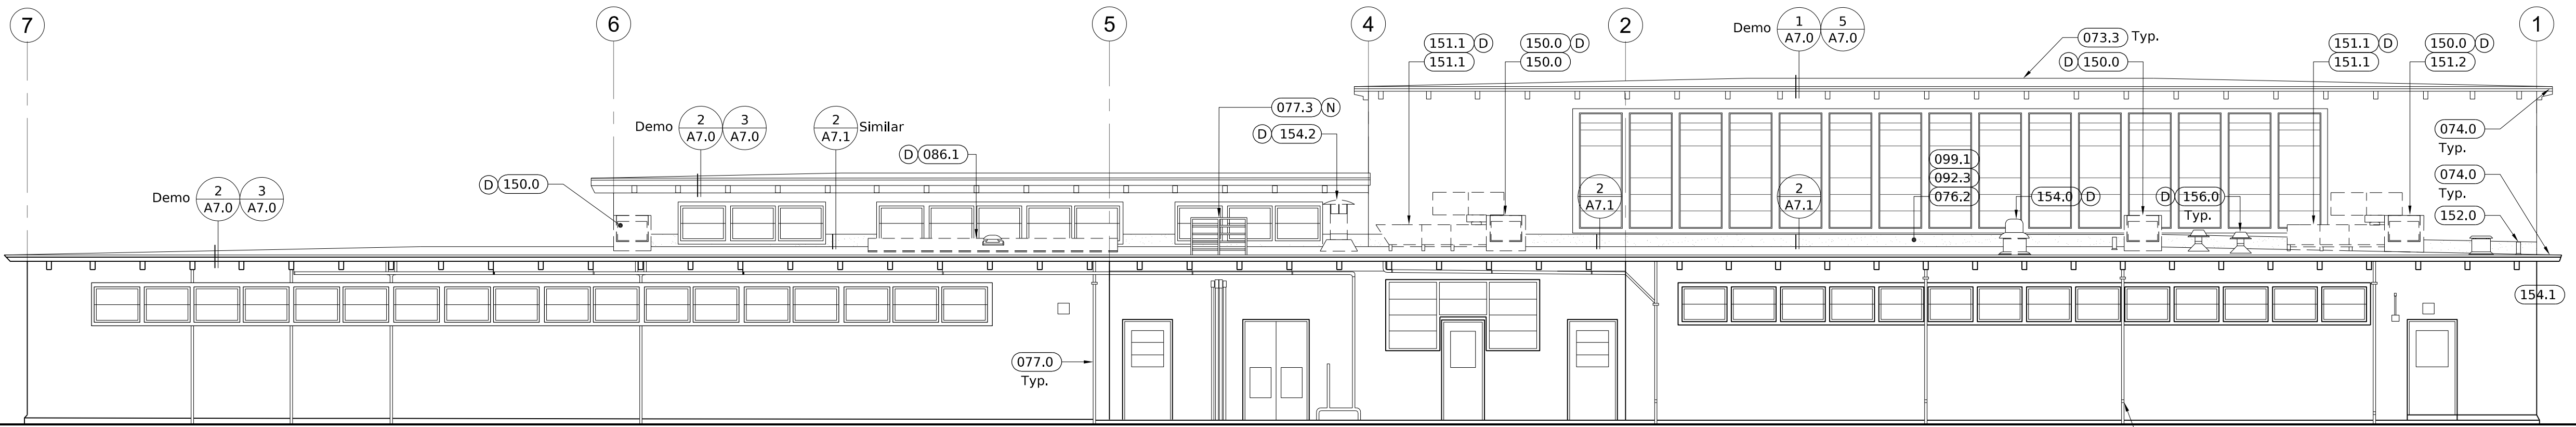 7
6
5
4
2
1
Demo
1
A7.0
5
A7.0
151.1 D
151.1
150.0 D
150.0
073.3 Typ.
D 150.0
151.1 D
151.1
150.0 D
151.2
077.3 N
D 154.2
Demo
2
A7.0
3
A7.0
2
A7.1
Similar
D 086.1
074.0
Typ.
099.1
092.3
076.2
D 150.0
Demo
2
A7.0
3
A7.0
2
A7.1
2
A7.1
154.0 D
D 156.0
Typ.
074.0
Typ.
152.0
154.1
077.0
Typ.